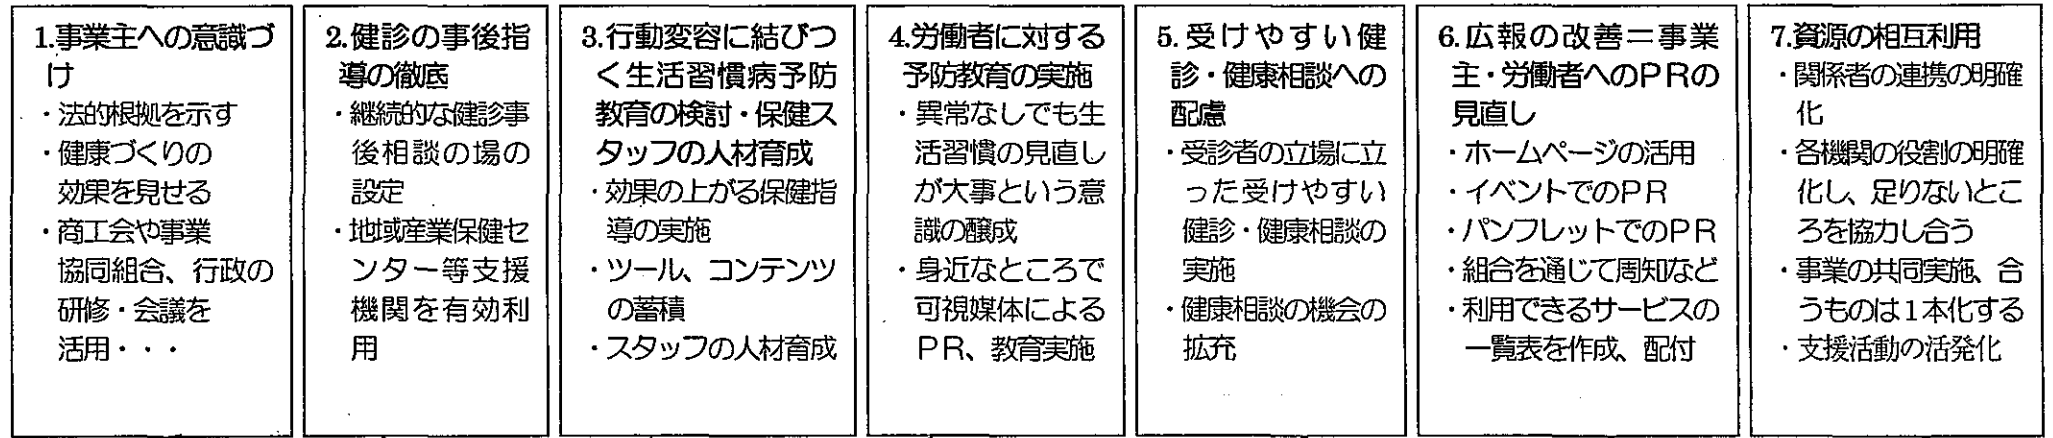 1.事業主への意識づ
け
・法的根拠を示す
・健康づくりの
効果を見せる
・商工会や事業
協同組合、行政の
研修・会議を
活用・・・
2.健診の事後指
導の徹底
・継続的な健診事
後相談の場の
設定
・地域産業保健セ
ンター等支援
機関を有効利
用
3.行動変容に結びつ
く生活習慣病予防
教育の検討・保健ス
タッフの人材育成
・効果の上がる保健指
導の実施
・ツール、コンテンツ
の蓄積
・スタッフの人材育成
4.労働者に対する
予防教育の実施
・異常なしでも生
活習慣の見直し
が大事という意
識の醸成
・身近なところで
可視媒体による
PR、教育実施
5.受けやすい健
診・健康相談への
配慮
・受診者の立場に立
った受けやすい
健診・健康相談の
実施
・健康相談の機会の
拡充
6.広報の改善＝事業
主・労働者へのPRの
見直し
・ホームページの活用
・イベントでのPR
・パンフレットでのPR
・組合を通じて周知など
・利用できるサービスの
一覧表を作成、配付
7.資源の相互利用
・関係者の連携の明確
化
・各機関の役割の明確
化し、足りないとこ
ろを協力し合う
・事業の共同実施、合
うものは1本化する
・支援活動の活発化